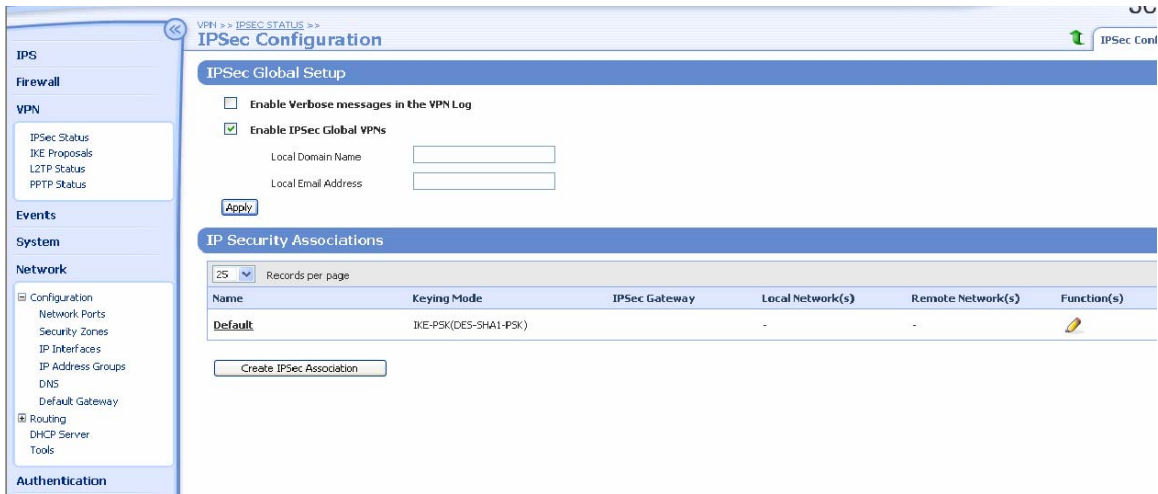 VPN >> IPSEC STATUS >>
IPSec Configuration
IPSec Conf
IPS
Firewall
VPN
IPSec Status
IKE Proposals
L2TP Status
PPTP Status
Events
System
Network
Configuration
Network Ports
Security Zones
IP Interfaces
IP Address Groups
DNS
Default Gateway
Routing
DHCP Server
Tools
Authentication
IPSec Global Setup
Enable Verbose messages in the VPN Log
Enable IPSec Global VPNs
Local Domain Name
Local Email Address
Apply
IP Security Associations
25 Records per page
Name Keying Mode IPSec Gateway Local Network(s) Remote Network(s) Function(s)
Default IKE-PSK(DES-SHA1-PSK) - -
Create IPSec Association